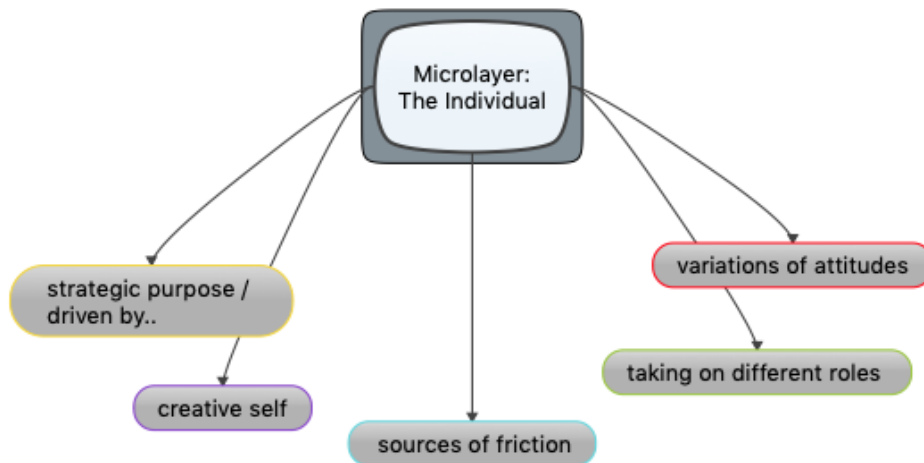 Microlayer:
The Individual
variations of attitudes
strategic purpose /
driven by..
taking on different roles
creative self
sources of friction